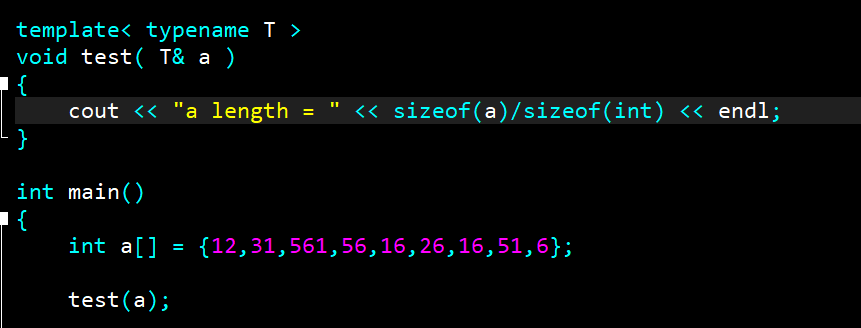 template< typename T >
void test( T& a )
{
    cout << "a length = " << sizeof(a)/sizeof(int) << endl;
}
int main()
{
    int a[] = {12,31,561,56,16,26,16,51,6};
    test(a);